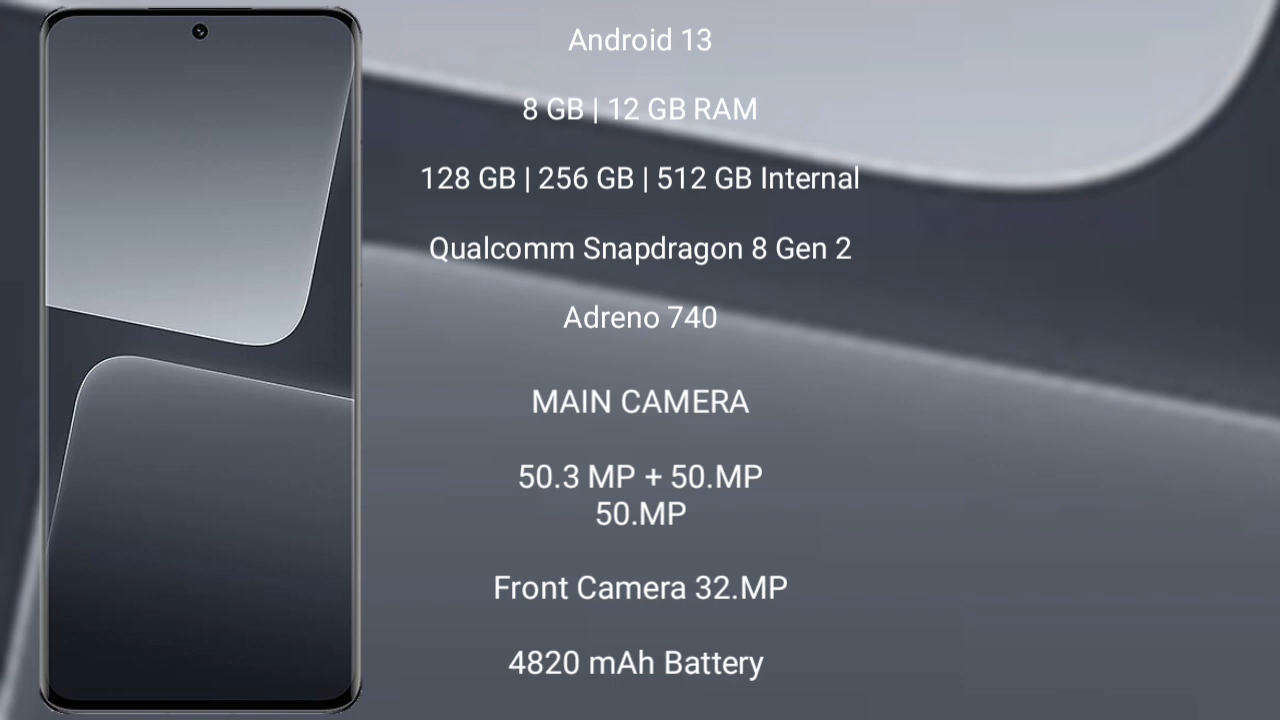 Android 13
8 GB | 12 GB RAM
128 GB | 256 GB | 512 GB Internal
Qualcomm Snapdragon 8 Gen 2
Adreno 740
MAIN CAMERA
50.3 MP + 50.MP
50.MP
Front Camera 32.MP
4820 mAh Battery